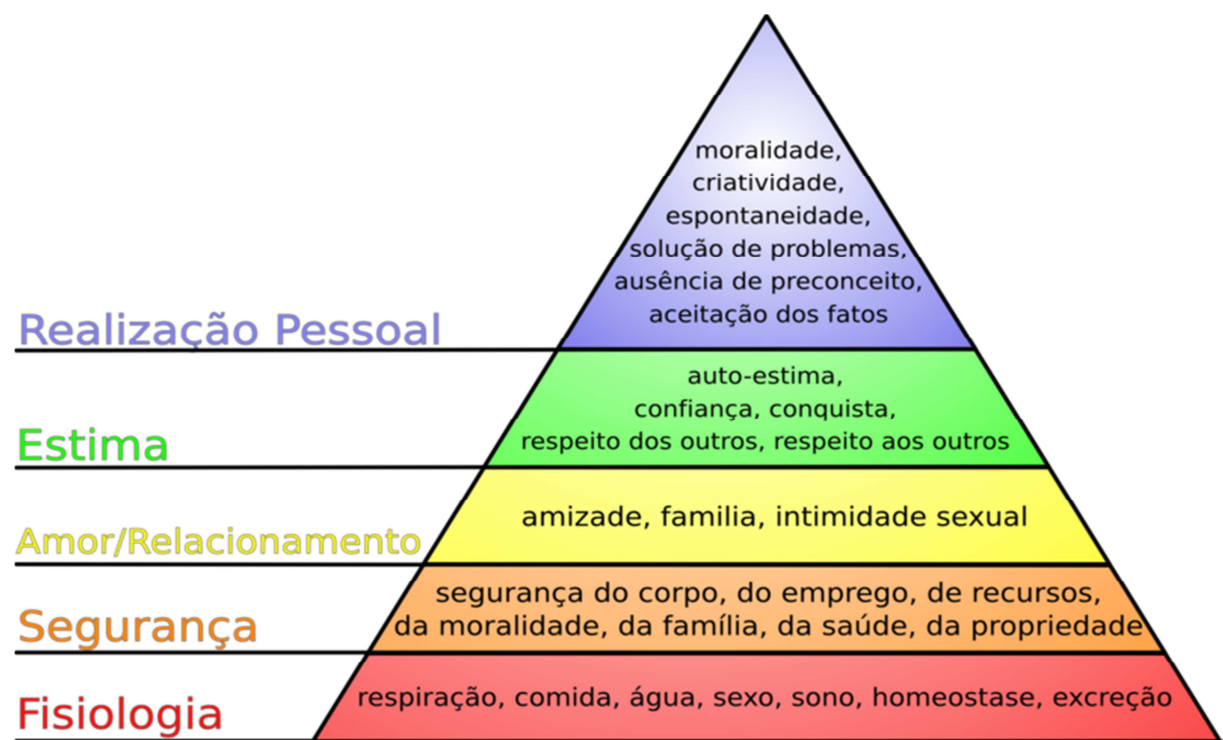 moralidade,
criatividade,
espontaneidade,
solução de problemas,
ausência de preconceito,
aceitação dos fatos
Realização Pessoal
auto-estima,
confiança, conquista,
respeito dos outros, respeito aos outros
Estima
amizade, familia, intimidade sexual
Amor/Relacionamento
segurança do corpo, do emprego, de recursos,
da moralidade, da família, da saúde, da propriedade
Segurança
respiração, comida, água, sexo, sono, homeostase, excreção
Fisiologia